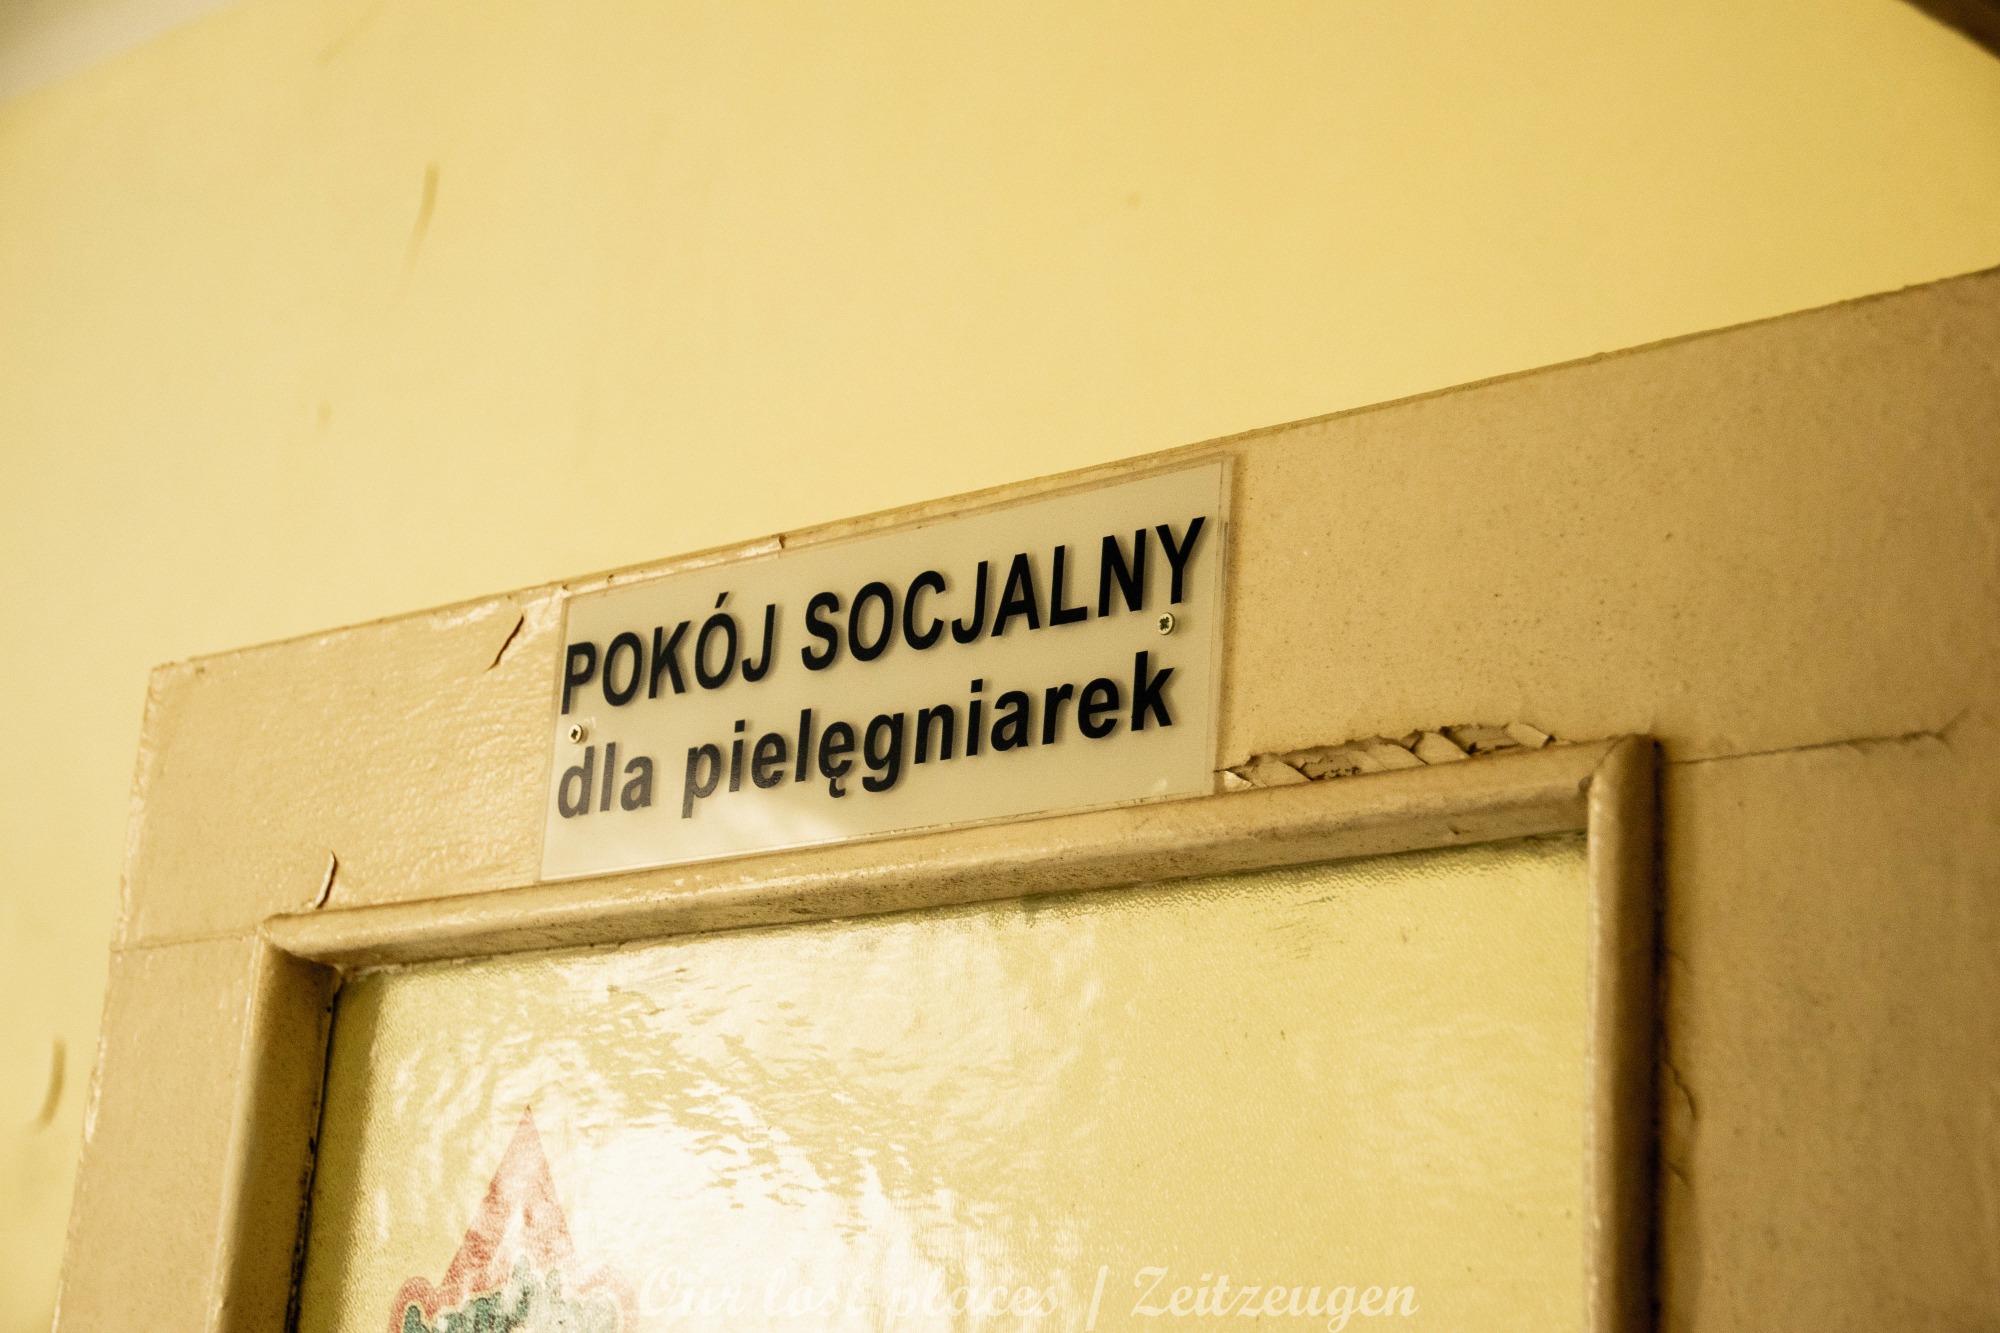 POKÓJ SOCJALNY
dla pielęgniarek
Our lost places / Zeitzeugen